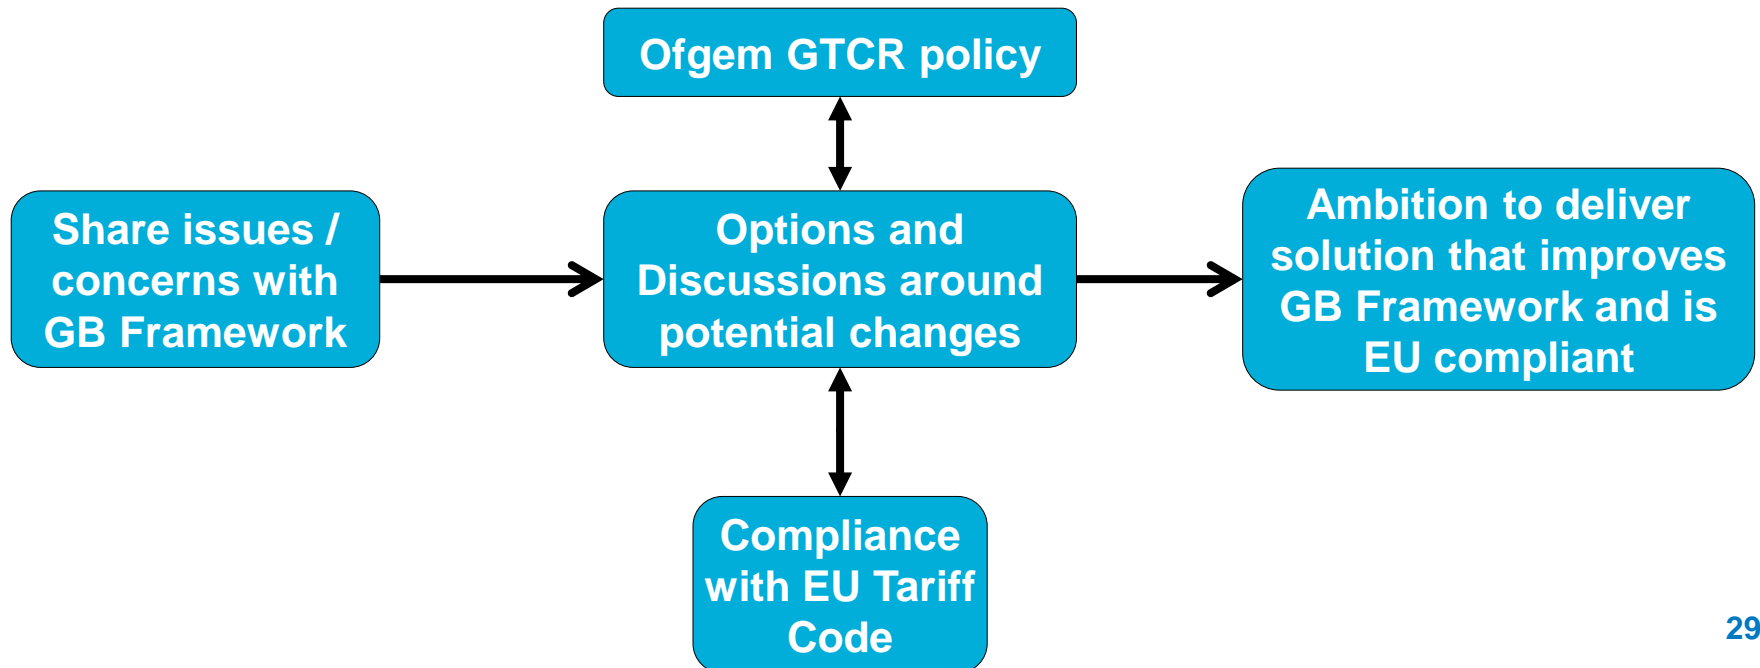 Ofgem GTCR policy
Share issues /
concerns with
GB Framework
Options and
Discussions around
potential changes
Ambition to deliver
solution that improves
GB Framework and is
EU compliant
Compliance
with EU Tariff
Code
29